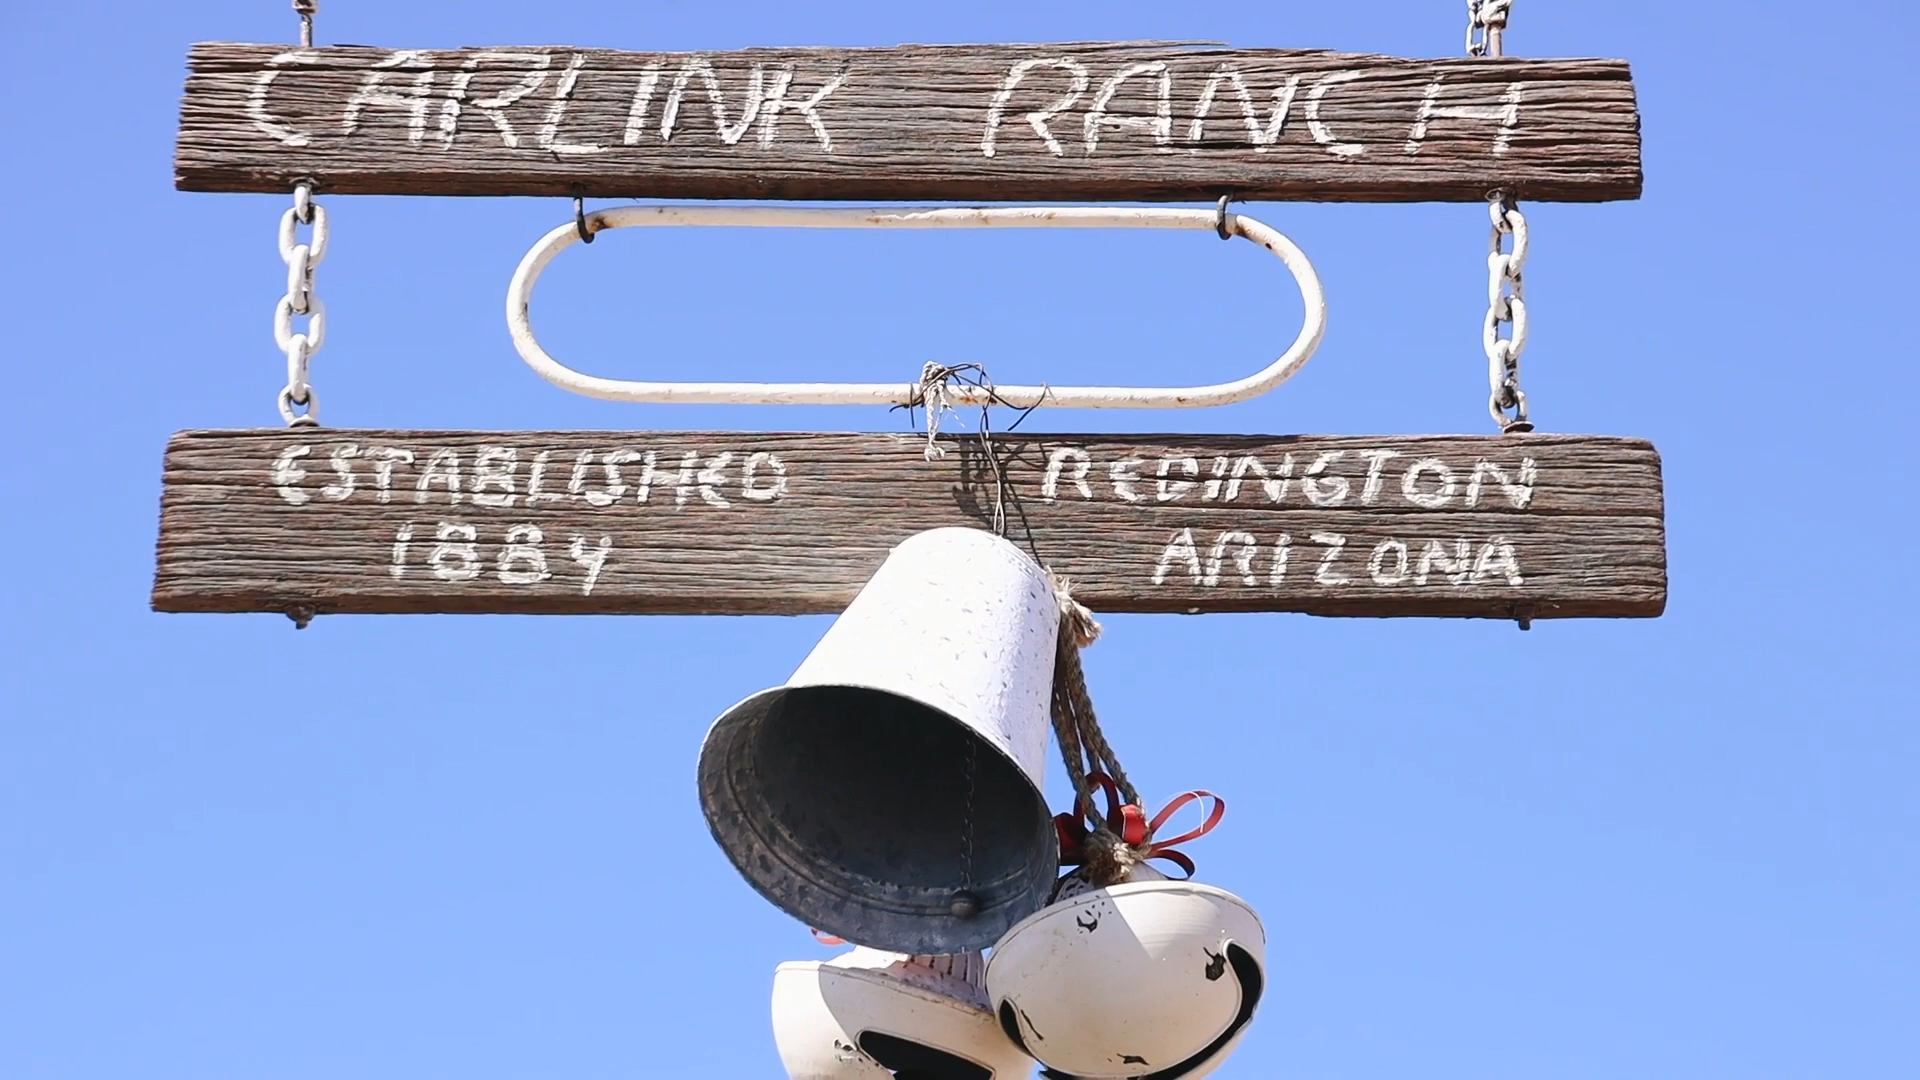 CARLINK RANCH
ESTABLISHED
1884
REDINGTON
ARIZONA